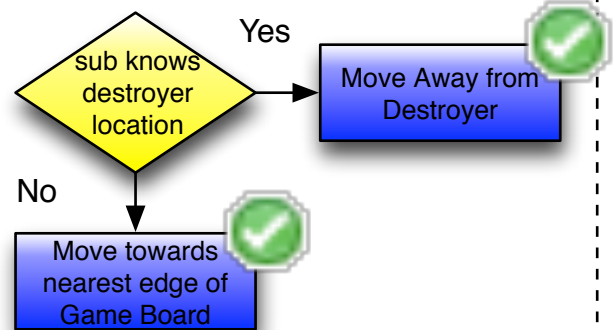 Yes
sub knows
destroyer
location
Move Away from
Destroyer
No
Move towards
nearest edge of
Game Board